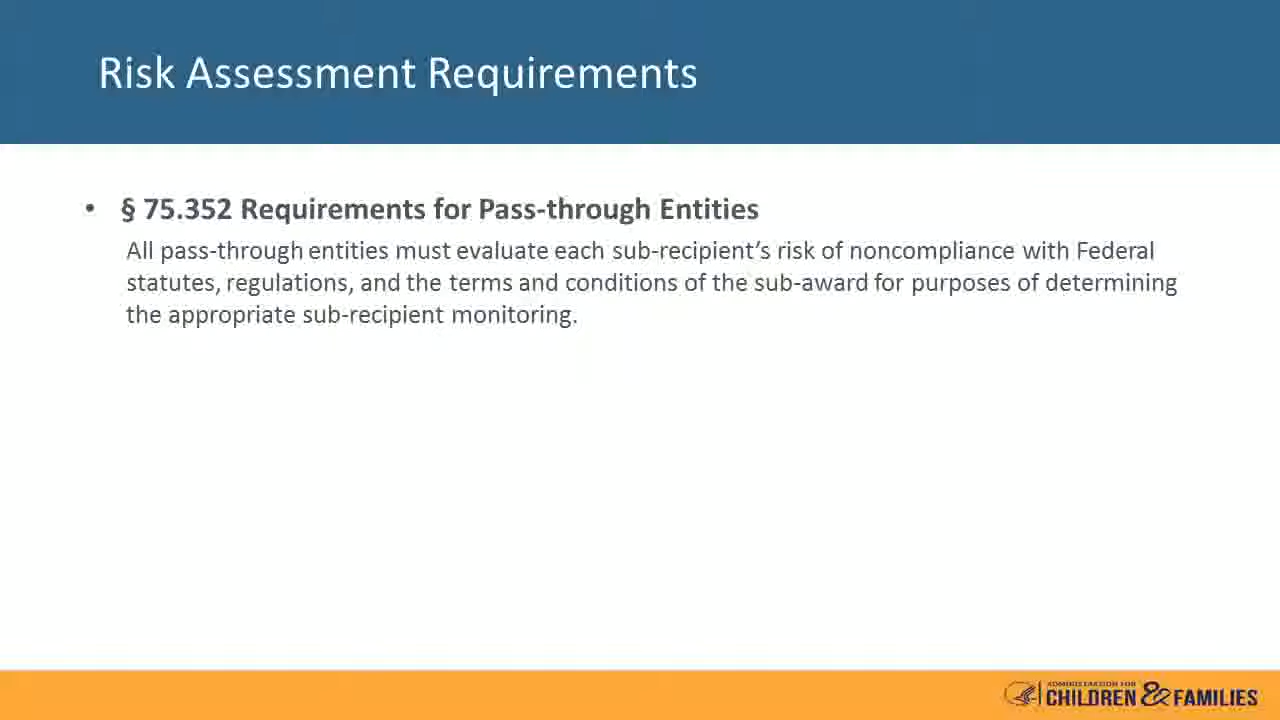 Risk Assessment Requirements
• § 75.352 Requirements for Pass-through Entities
All pass-through entities must evaluate each sub-recipient’s risk of noncompliance with Federal
statutes, regulations, and the terms and conditions of the sub-award for purposes of determining
the appropriate sub-recipient monitoring.
ADMINISTRATION FOR
CHILDREN & FAMILIES